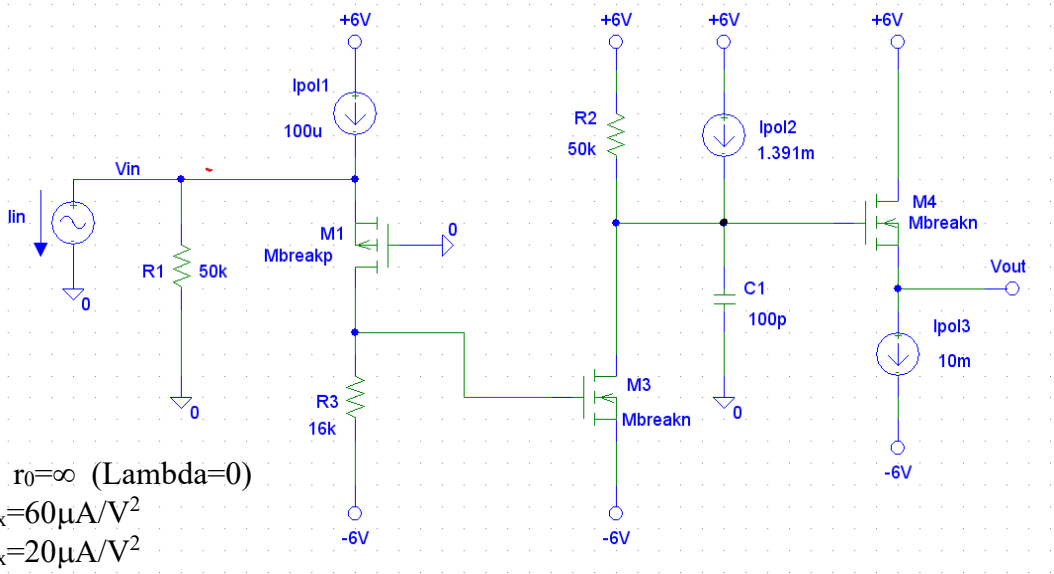 +6V
+6V
+6V
+6V
Ipol1
100u
R2
50k
Ipol2
1.391m
Vin
Iin
M1
Mbreakp
0
M4
Mbreakn
R1
50k
0
Vout
C1
100p
Ipol3
10m
R3
16k
M3
Mbreakn
0
0
-6V
r₀=∞ (Lambda=0)
ₓ=60μA/V²
ₓ=20μA/V²
-6V
-6V